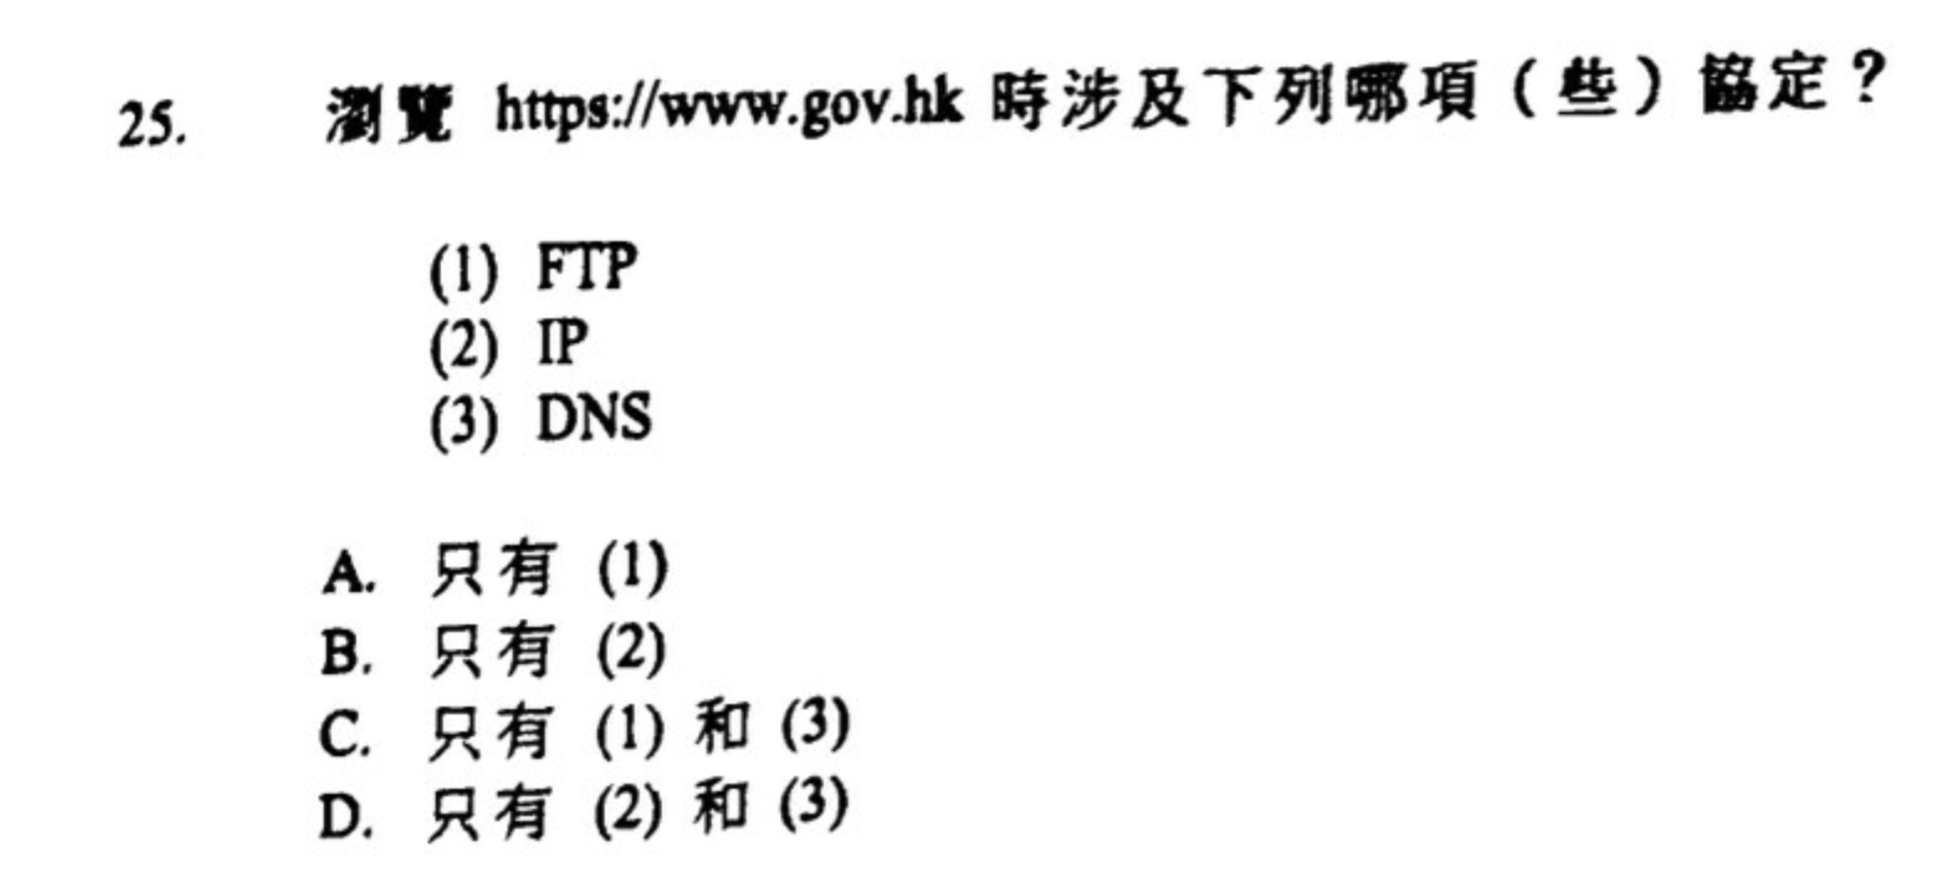 25. 瀏覽 https://www.gov.hk 時涉及下列哪項（些）協定？
(1) FTP
(2) IP
(3) DNS
A. 只有 (1)
B. 只有 (2)
C. 只有 (1) 和 (3)
D. 只有 (2) 和 (3)